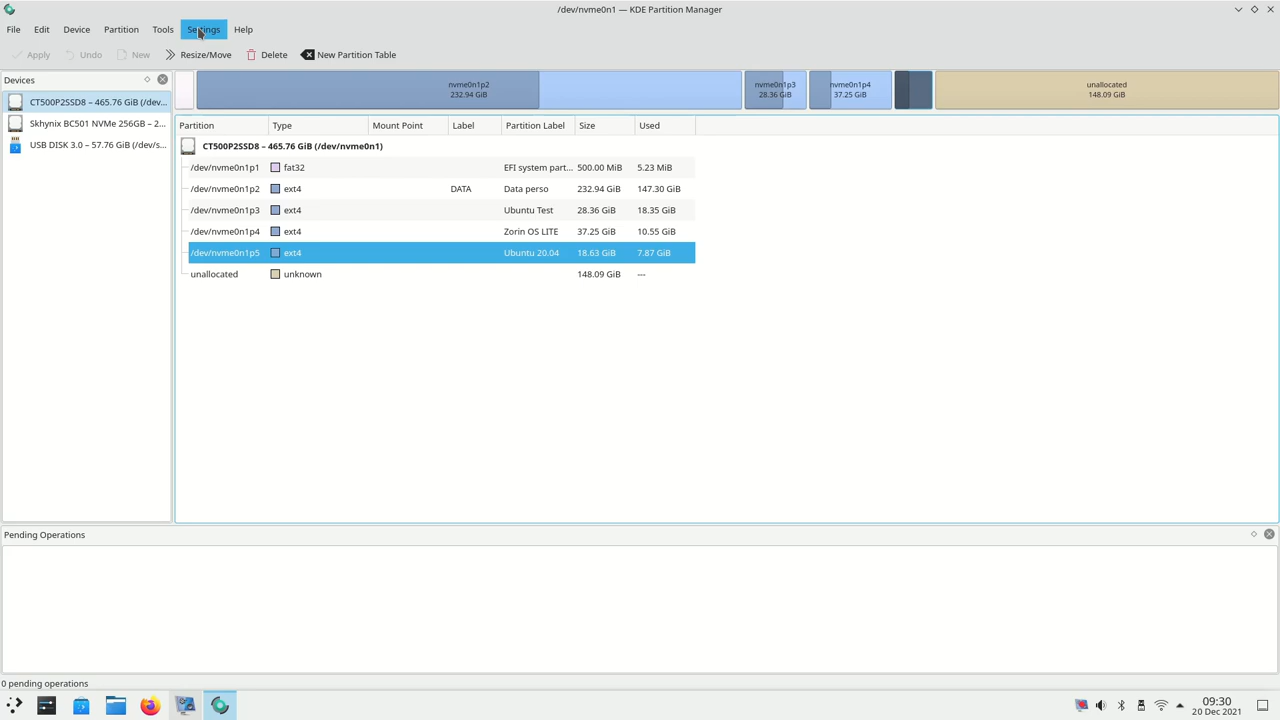 /dev/nvme0n1 — KDE Partition Manager
File Edit Device Partition Tools Settings Help
Apply Undo New Resize/Move Delete New Partition Table
Devices
CT500P2SSD8 – 465.76 GiB (/dev...
Skhynix BC501 NVMe 256GB – 2...
USB DISK 3.0 – 57.76 GiB (/dev/s...
nvme0n1p2
232.94 GiB
nvme0n1p3
28.36 GiB
nvme0n1p4
37.25 GiB
unallocated
148.09 GiB
Partition Type Mount Point Label Partition Label Size Used
CT500P2SSD8 – 465.76 GiB (/dev/nvme0n1)
/dev/nvme0n1p1 fat32 EFI system part... 500.00 MiB 5.23 MiB
/dev/nvme0n1p2 ext4 DATA Data perso 232.94 GiB 147.30 GiB
/dev/nvme0n1p3 ext4 Ubuntu Test 28.36 GiB 18.35 GiB
/dev/nvme0n1p4 ext4 Zorin OS LITE 37.25 GiB 10.55 GiB
/dev/nvme0n1p5 ext4 Ubuntu 20.04 18.63 GiB 7.87 GiB
unallocated unknown 148.09 GiB ---
Pending Operations
0 pending operations
09:30
20 Dec 2021